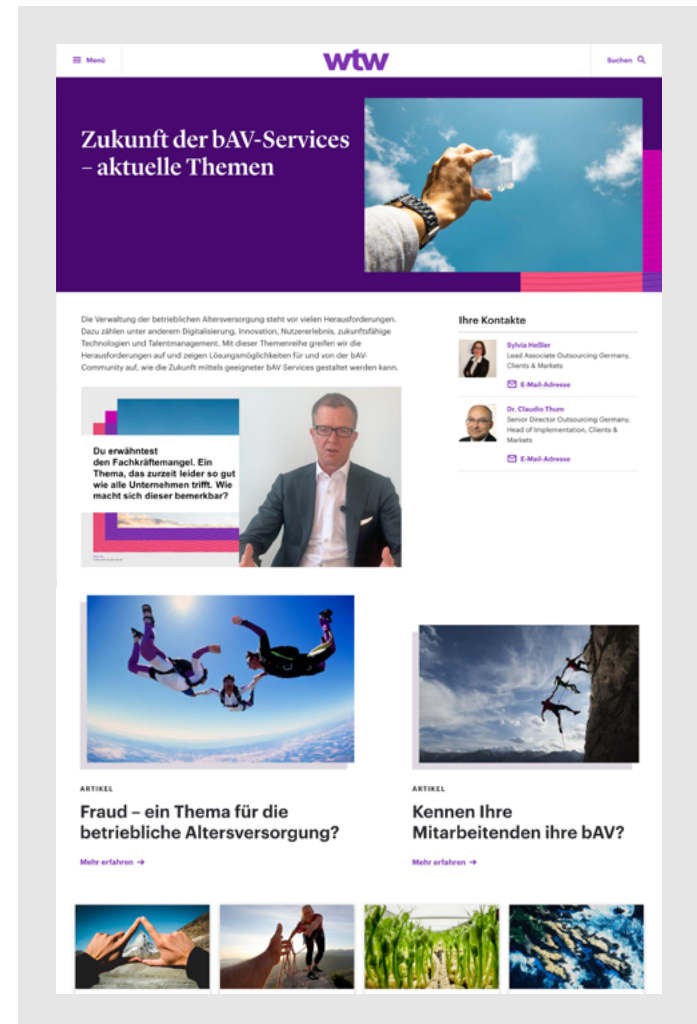 Menü
wtw
Suchen
Zukunft der bAV-Services
– aktuelle Themen
Die Verwaltung der betrieblichen Altersversorgung steht vor vielen Herausforderungen.
Dazu zählen unter anderem Digitalisierung, Innovation, Nutzererlebnis, zukunftsfähige
Technologien und Talentmanagement. Mit dieser Themenreihe greifen wir die
Herausforderungen auf und zeigen Lösungsmöglichkeiten für und von der bAV-
Community auf, wie die Zukunft mittels geeigneter bAV Services gestaltet werden kann.
Ihre Kontakte
Sylvia Heßler
Lead Associate Outsourcing Germany,
Clients & Markets
E-Mail-Adresse
Dr. Claudio Thum
Senior Director Outsourcing Germany,
Head of Implementation, Clients &
Markets
E-Mail-Adresse
Du erwähntest
den Fachkräftemangel. Ein
Thema, das zurzeit leider so gut
wie alle Unternehmen trifft. Wie
macht sich dieser bemerkbar?
ARTIKEL
Fraud – ein Thema für die
betriebliche Altersversorgung?
Mehr erfahren →
ARTIKEL
Kennen Ihre
Mitarbeitenden ihre bAV?
Mehr erfahren →